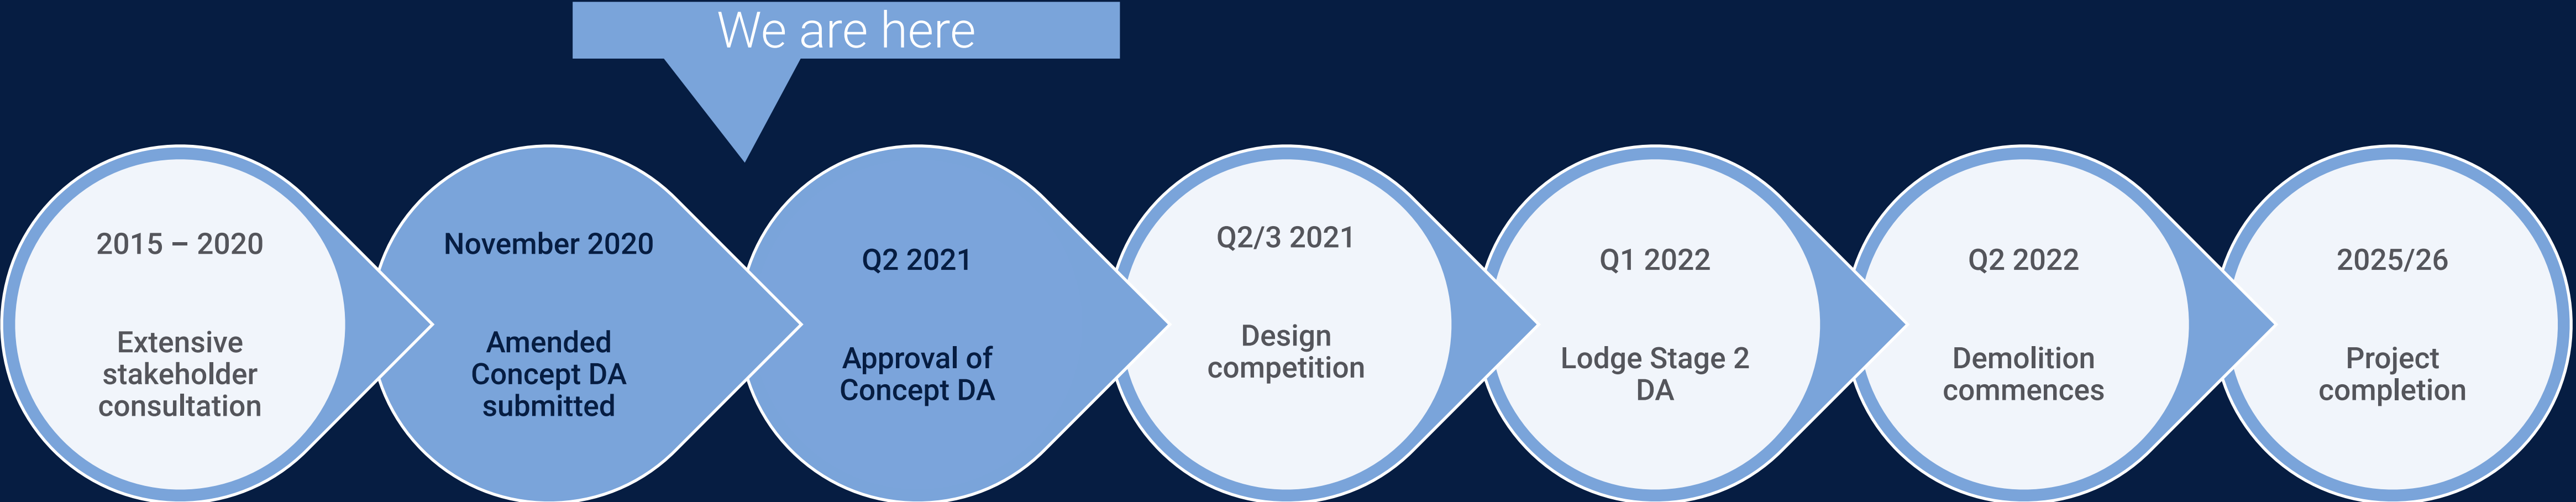 We are here
2015 – 2020
Extensive
stakeholder
consultation
November 2020
Amended
Concept DA
submitted
Q2 2021
Approval of
Concept DA
Q2/3 2021
Design
competition
Q1 2022
Lodge Stage 2
DA
Q2 2022
Demolition
commences
2025/26
Project
completion